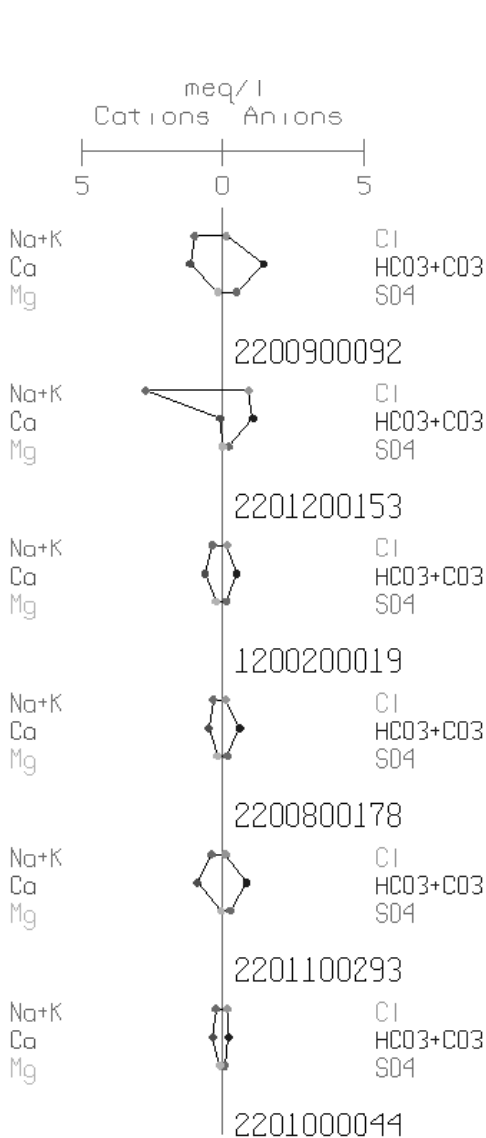 meq/l
Cations Anions
5 0 5
Na+K Cl
Ca HCO3+CO3
Mg SO4
2200900092
Na+K Cl
Ca HCO3+CO3
Mg SO4
2201200153
Na+K Cl
Ca HCO3+CO3
Mg SO4
1200200019
Na+K Cl
Ca HCO3+CO3
Mg SO4
2200800178
Na+K Cl
Ca HCO3+CO3
Mg SO4
2201100293
Na+K Cl
Ca HCO3+CO3
Mg SO4
2201000044